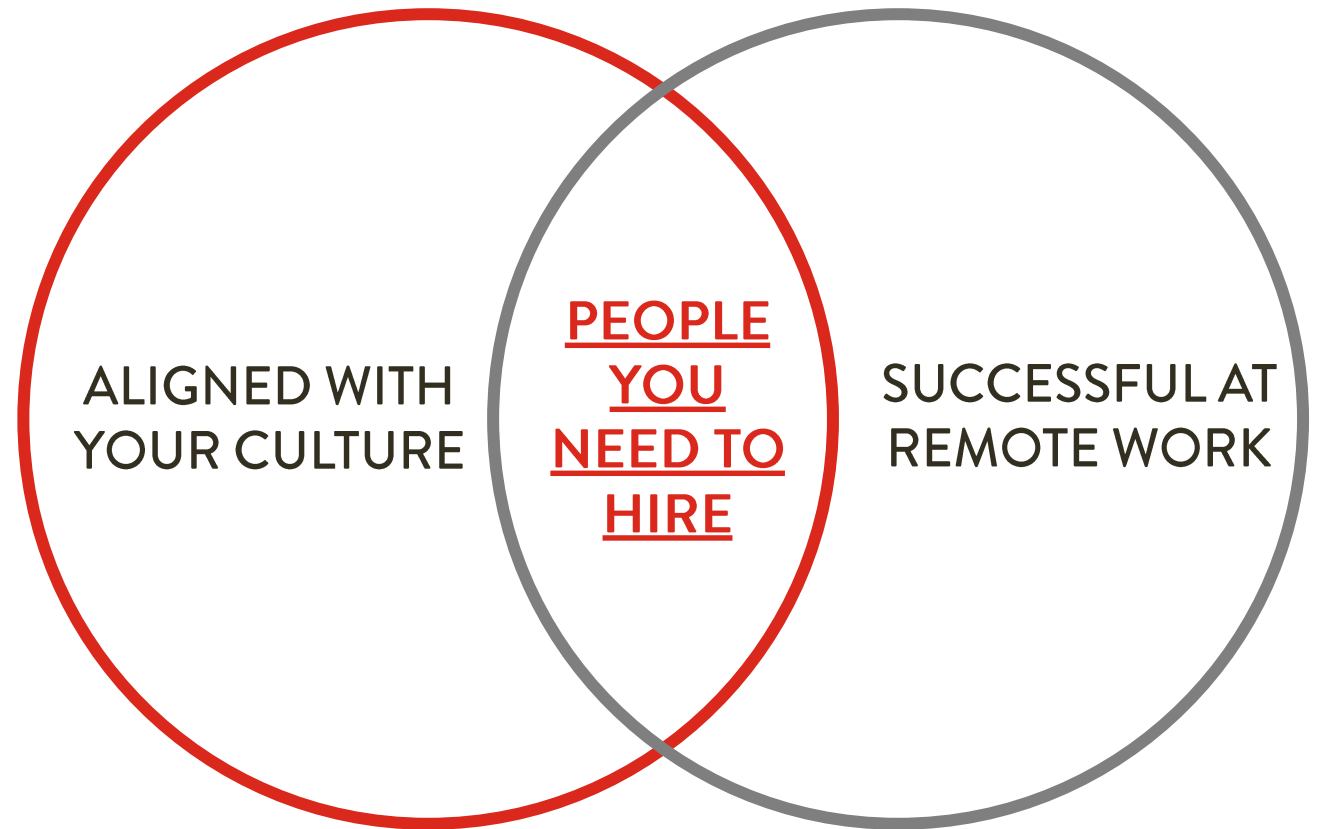 ALIGNED WITH
YOUR CULTURE
PEOPLE
YOU
NEED TO
HIRE
SUCCESSFUL AT
REMOTE WORK